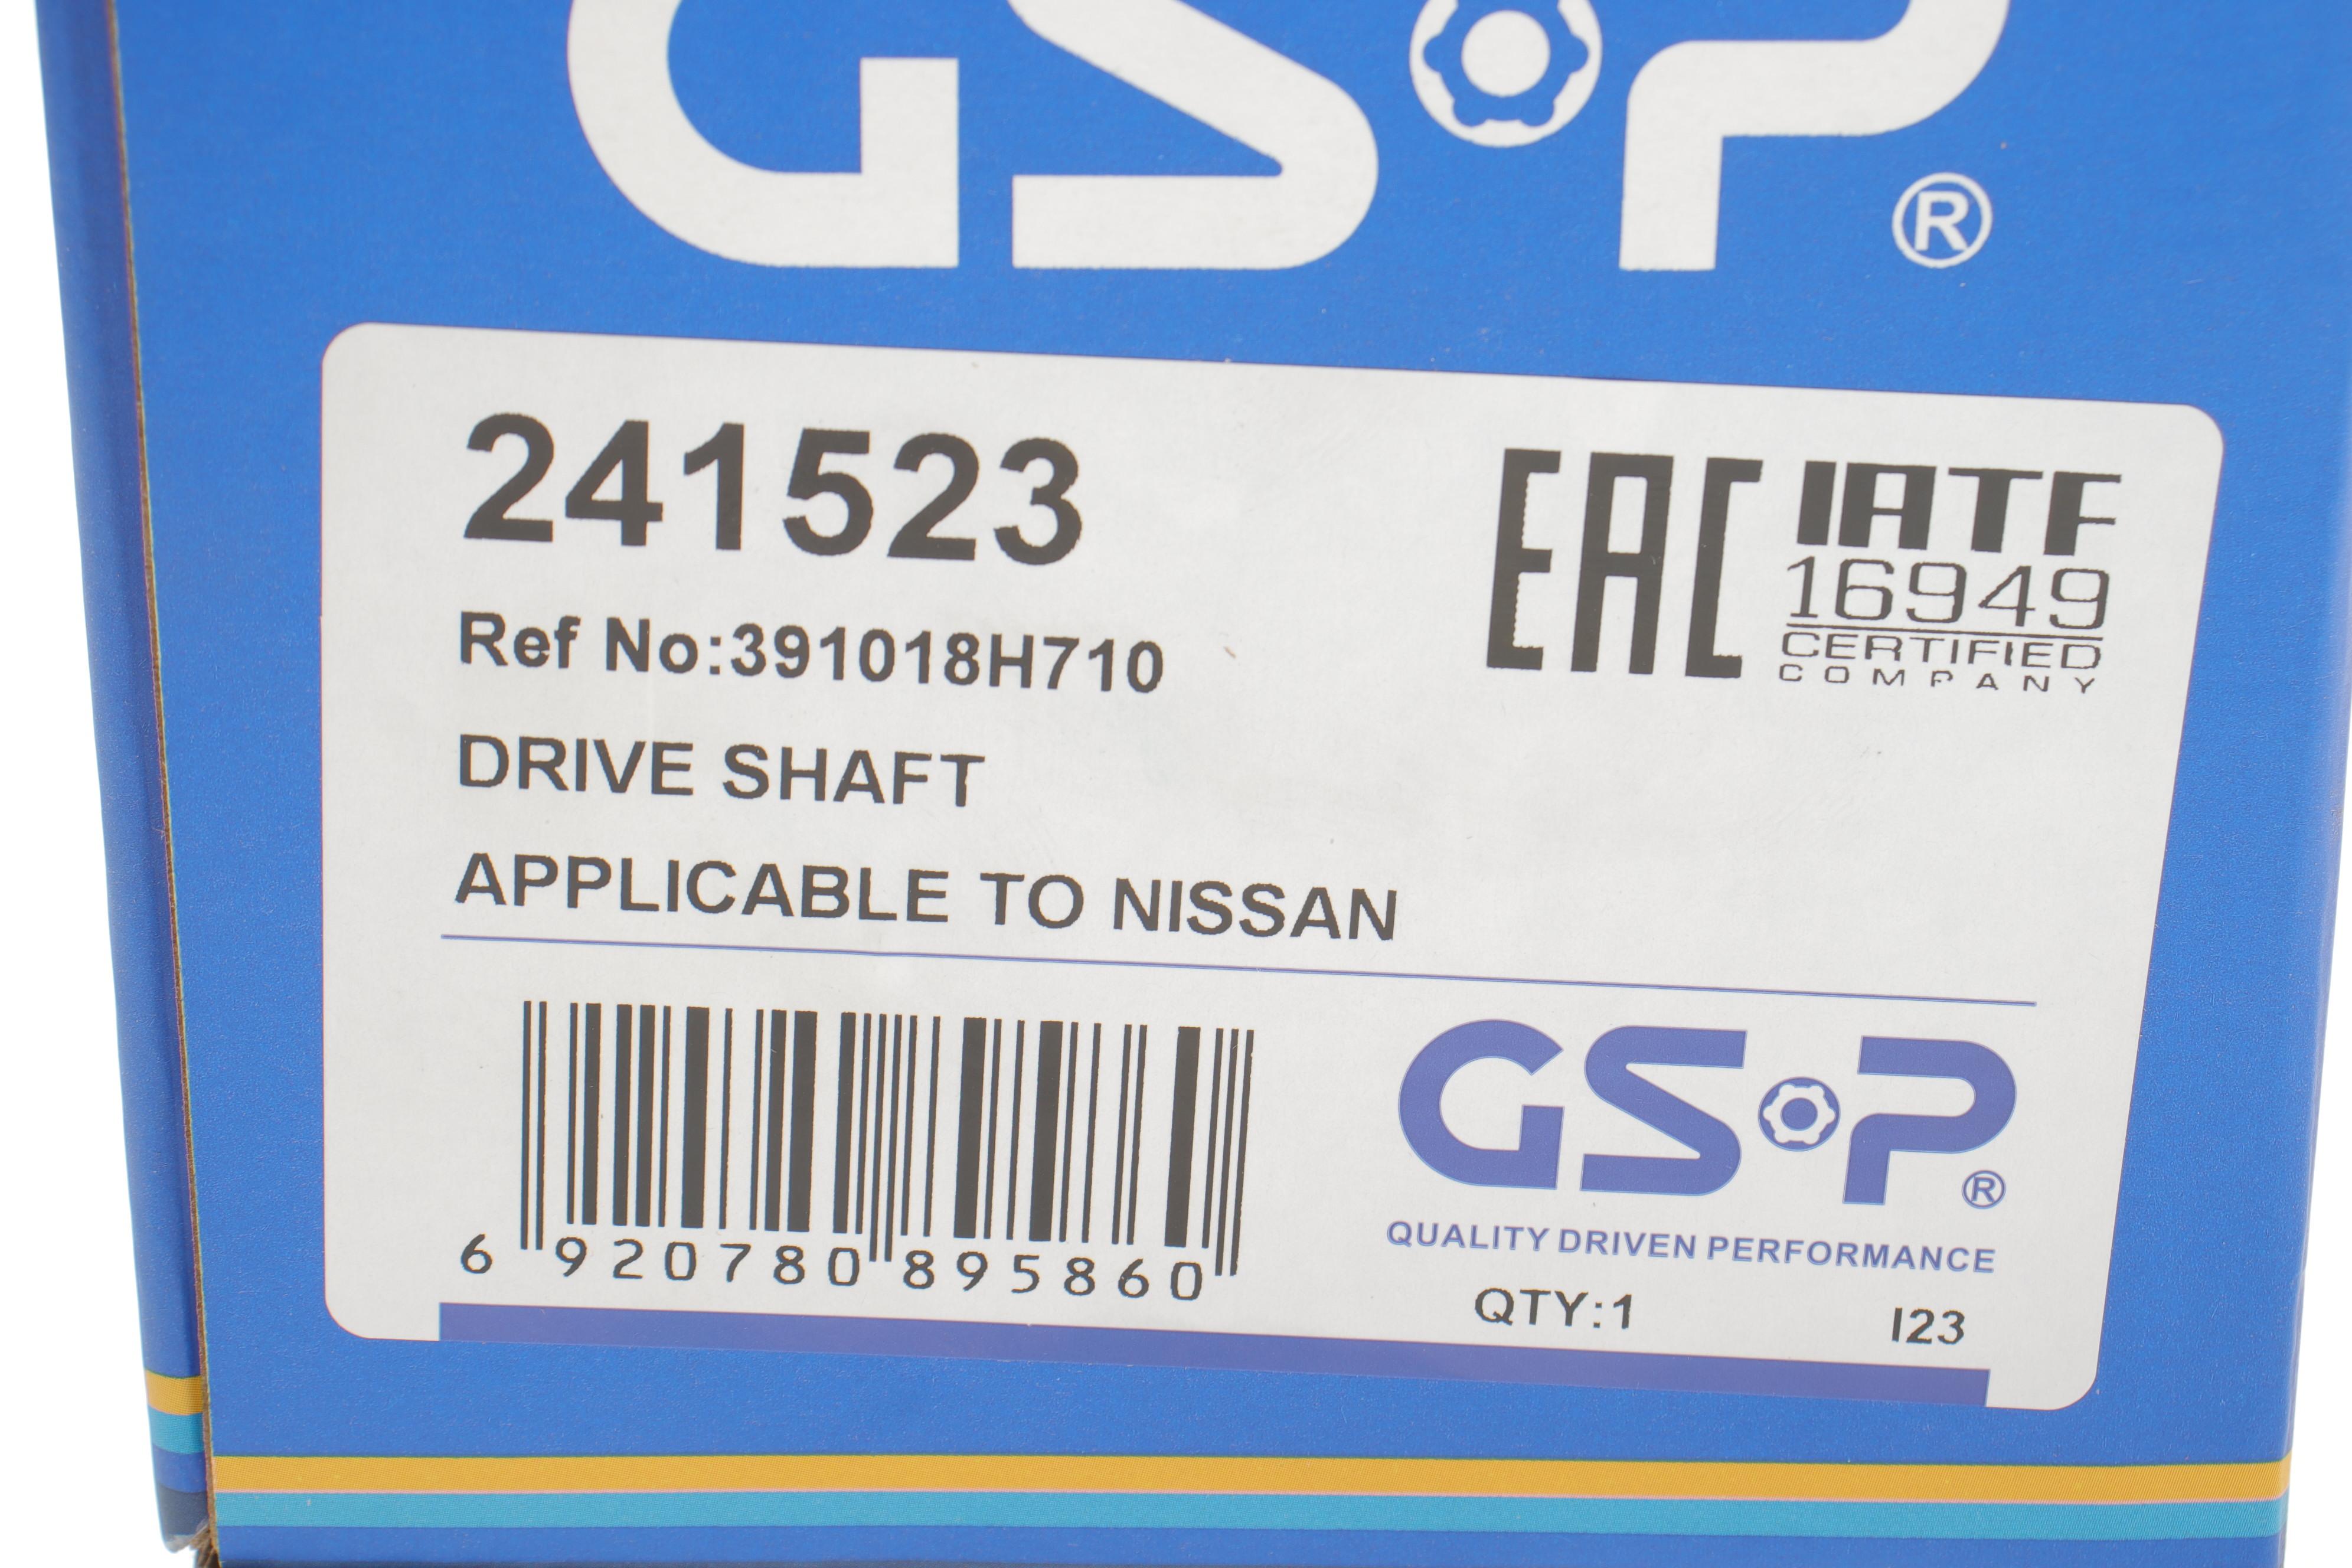 GSP®
241523
EAC
IATF
16949
CERTIFIED
COMPANY
Ref No:391018H710
DRIVE SHAFT
APPLICABLE TO NISSAN
6 920780 895860
GSP®
QUALITY DRIVEN PERFORMANCE
QTY:1 I23